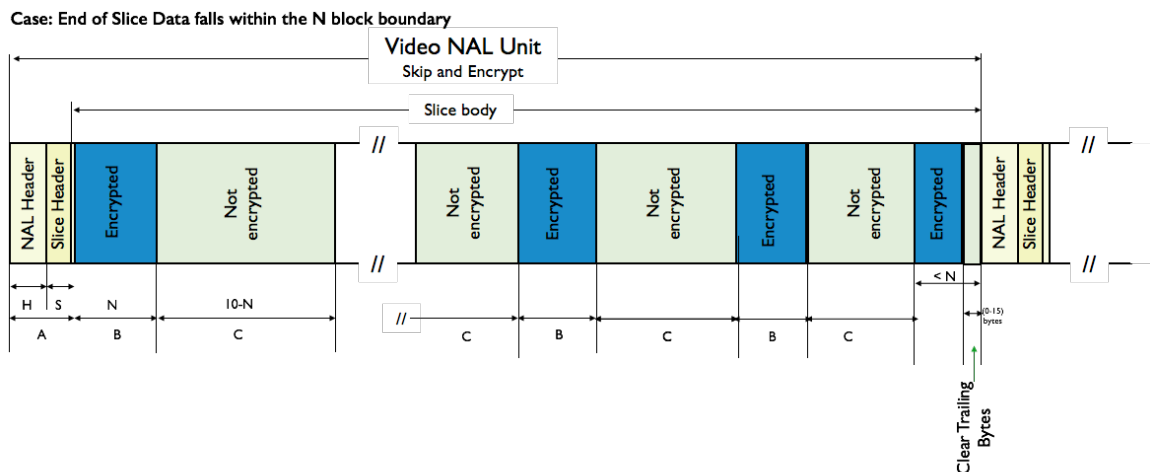 Case: End of Slice Data falls within the N block boundary
Video NAL Unit
Skip and Encrypt
Slice body
//
//
NAL Header
Slice Header
Encrypted
Not
encrypted
Not
encrypted
Encrypted
Not
encrypted
Encrypted
Not
encrypted
Encrypted
NAL Header
Slice Header
//
//
< N
H
S
N
10-N
//
(0-15)
bytes
A
B
C
C
B
C
B
C
Clear Trailing
Bytes